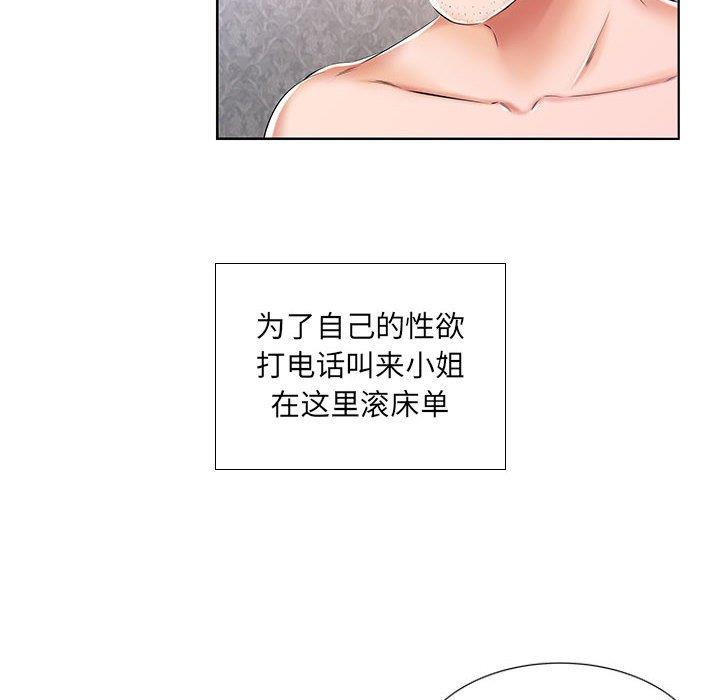 为了自己的性欲
打电话叫来小姐
在这里滚床单